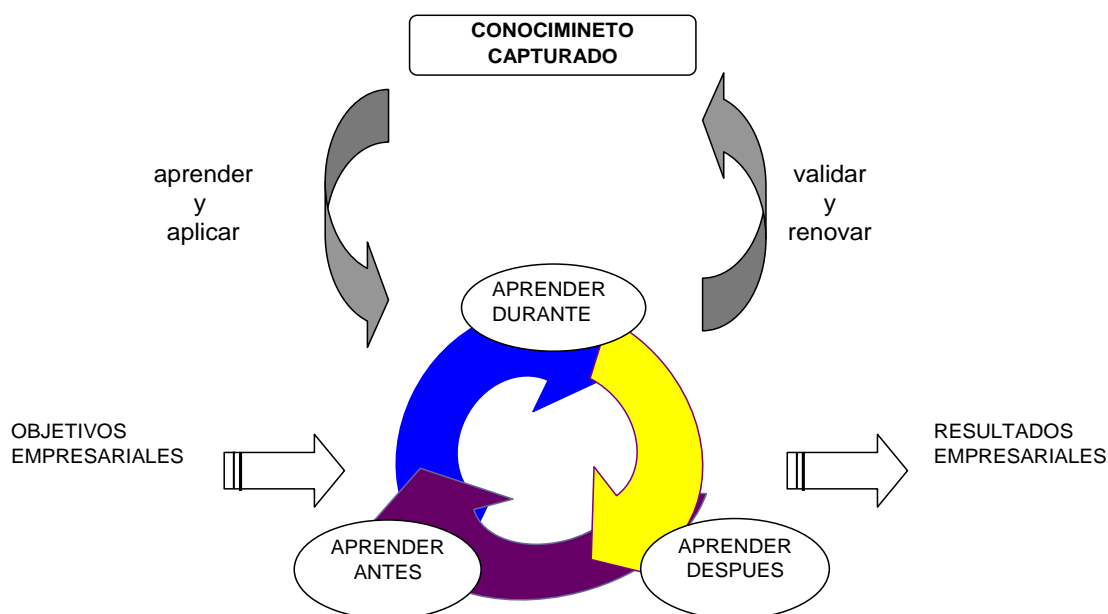 CONOCIMINETO
CAPTURADO
aprender
y
aplicar
validar
y
renovar
APRENDER
DURANTE
OBJETIVOS
EMPRESARIALES
RESULTADOS
EMPRESARIALES
APRENDER
ANTES
APRENDER
DESPUES